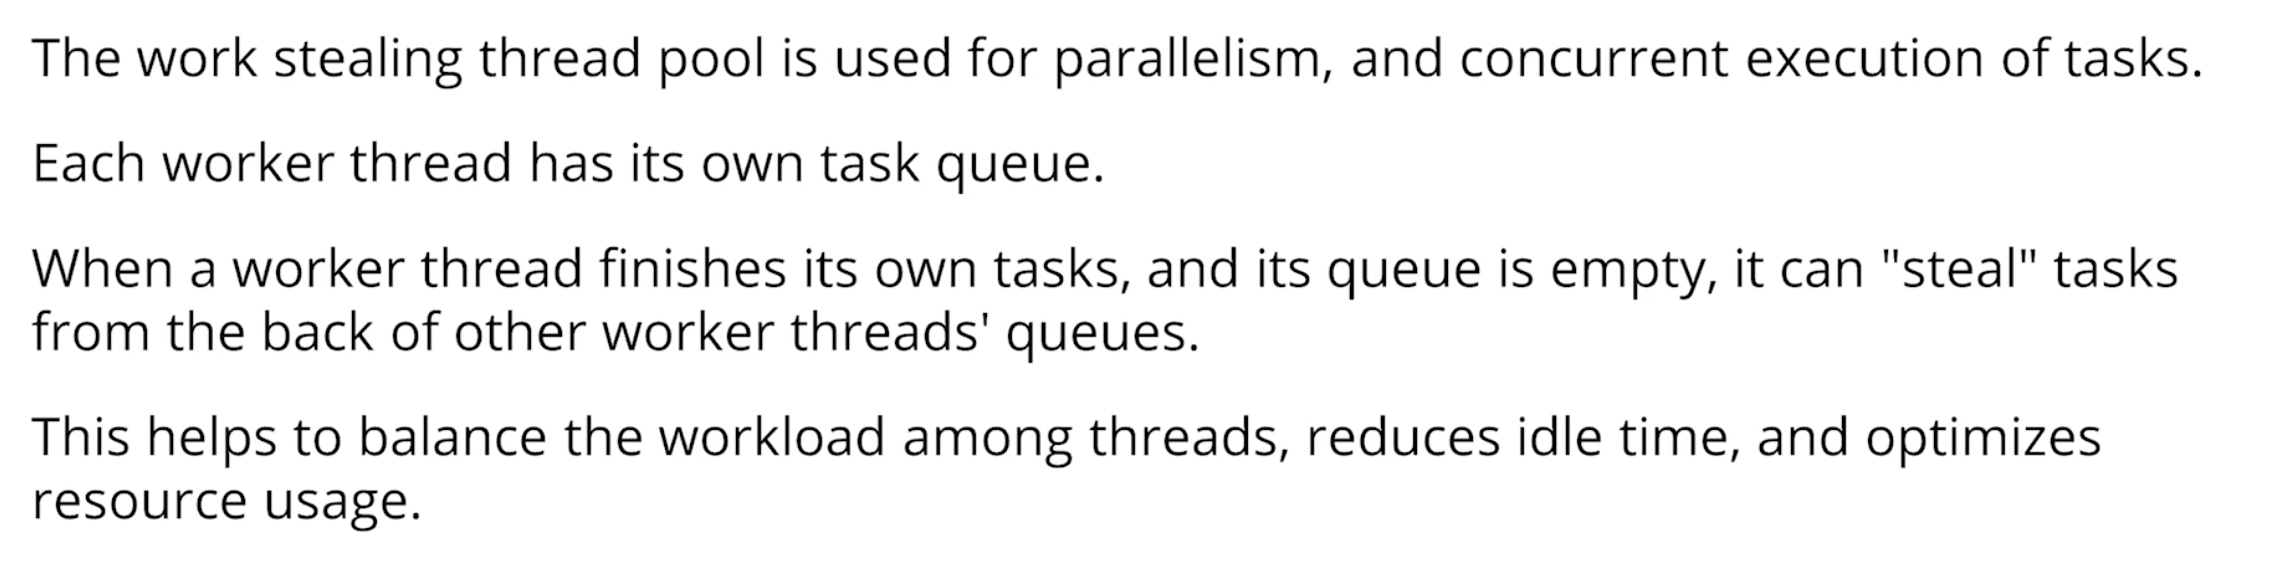 The work stealing thread pool is used for parallelism, and concurrent execution of tasks.
Each worker thread has its own task queue.
When a worker thread finishes its own tasks, and its queue is empty, it can "steal" tasks
from the back of other worker threads' queues.
This helps to balance the workload among threads, reduces idle time, and optimizes
resource usage.